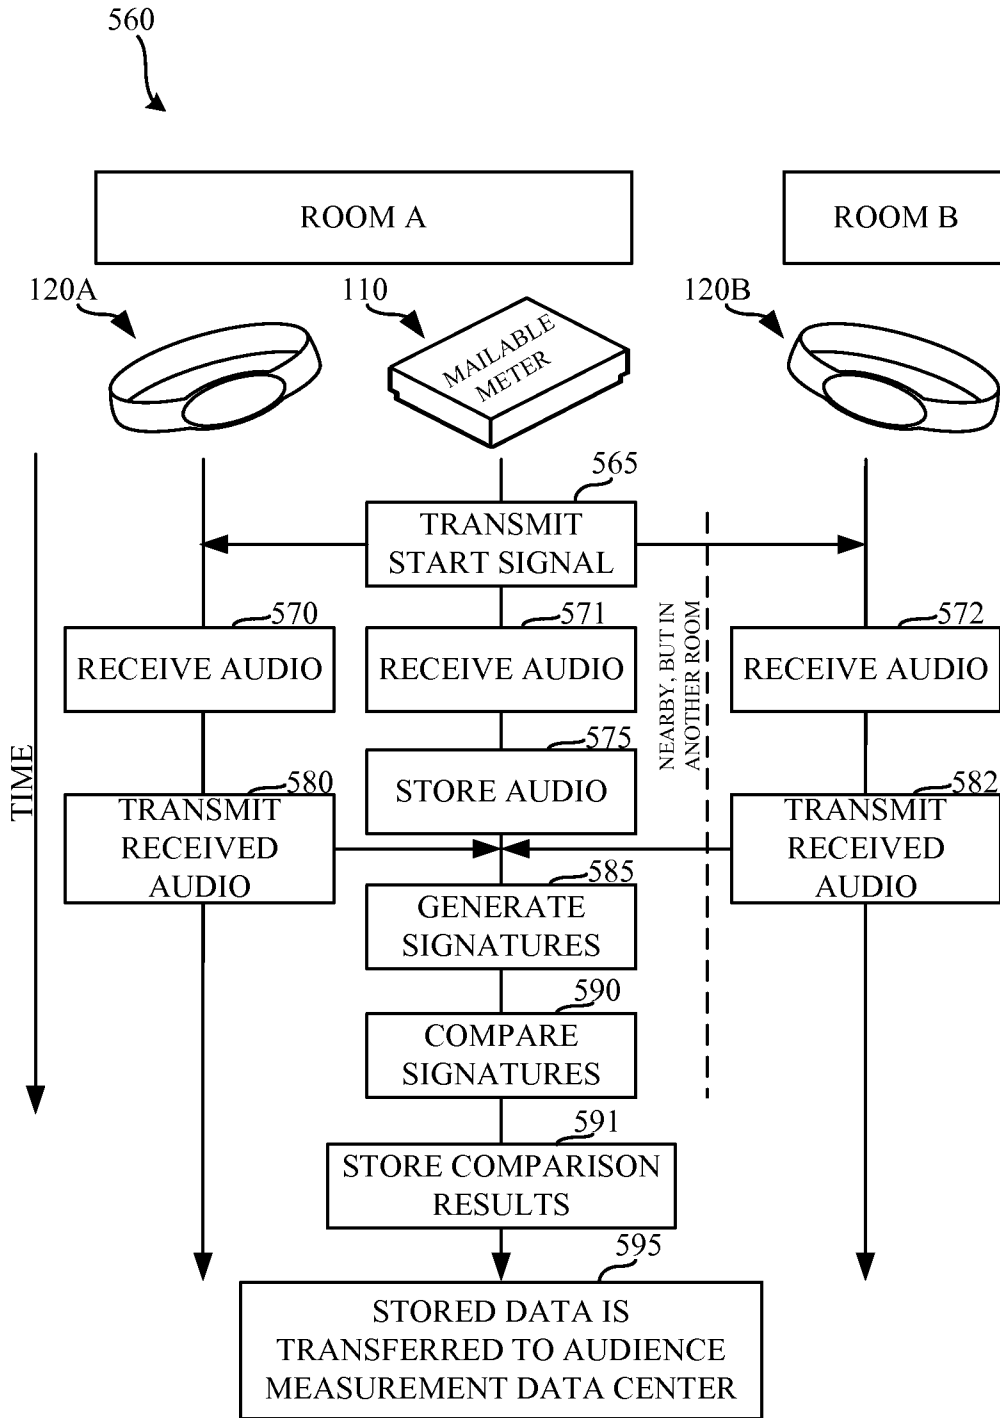 560
ROOM A
ROOM B
120A
110
120B
MAILABLE
METER
565
TRANSMIT
START SIGNAL
570
571
572
RECEIVE AUDIO
RECEIVE AUDIO
RECEIVE AUDIO
NEARBY, BUT IN
ANOTHER ROOM
TIME
575
STORE AUDIO
580
582
TRANSMIT
RECEIVED
AUDIO
TRANSMIT
RECEIVED
AUDIO
585
GENERATE
SIGNATURES
590
COMPARE
SIGNATURES
591
STORE COMPARISON
RESULTS
595
STORED DATA IS
TRANSFERRED TO AUDIENCE
MEASUREMENT DATA CENTER